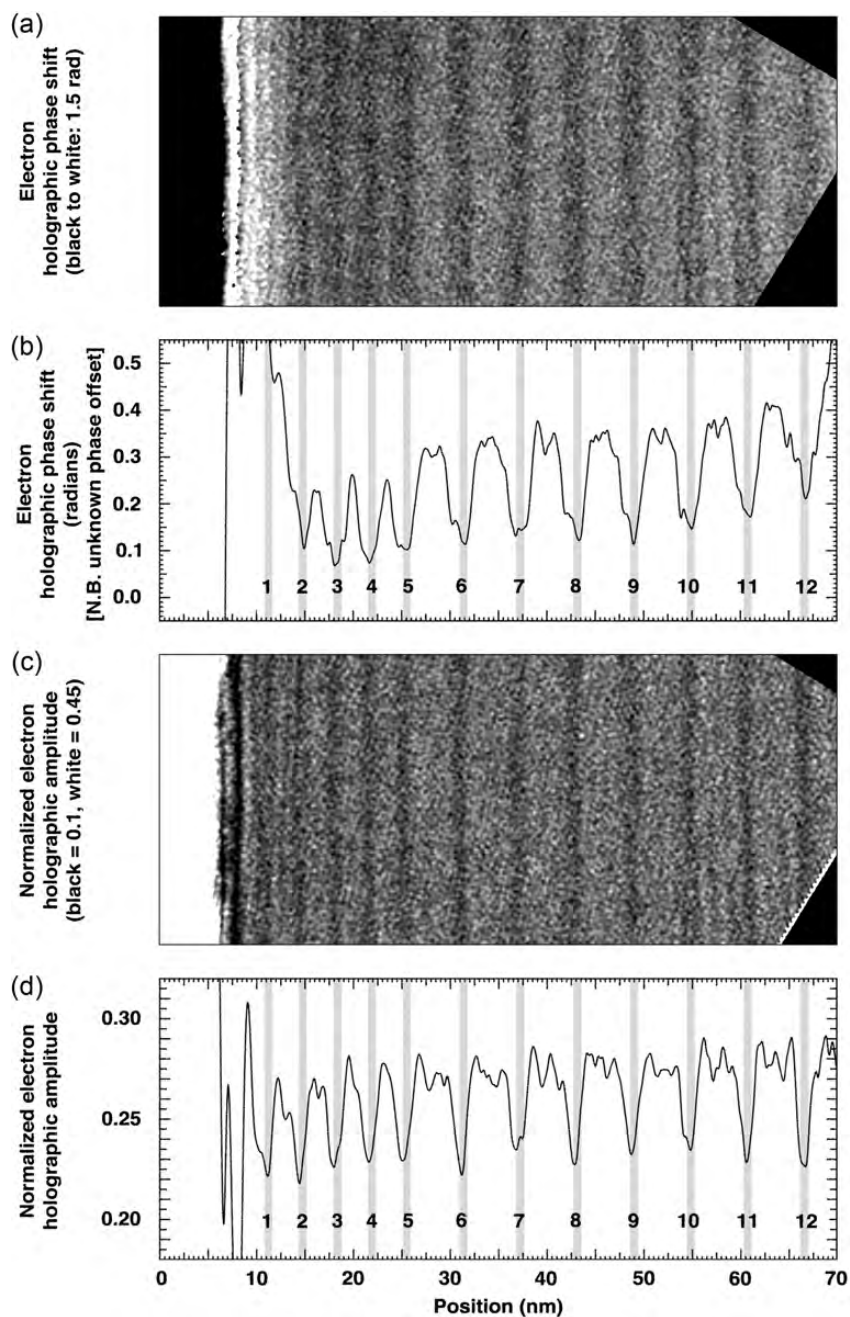 (a)
Electron
holographic phase shift
(black to white: 1.5 rad)
(b)
Electron
holographic phase shift
(radians)
[N.B. unknown phase offset]
0.5
0.4
0.3
0.2
0.1
0.0
1 2 3 4 5 6 7 8 9 10 11 12
(c)
Normalized electron
holographic amplitude
(black = 0.1, white = 0.45)
(d)
Normalized electron
holographic amplitude
0.30
0.25
0.20
1 2 3 4 5 6 7 8 9 10 11 12
0 10 20 30 40 50 60 70
Position (nm)